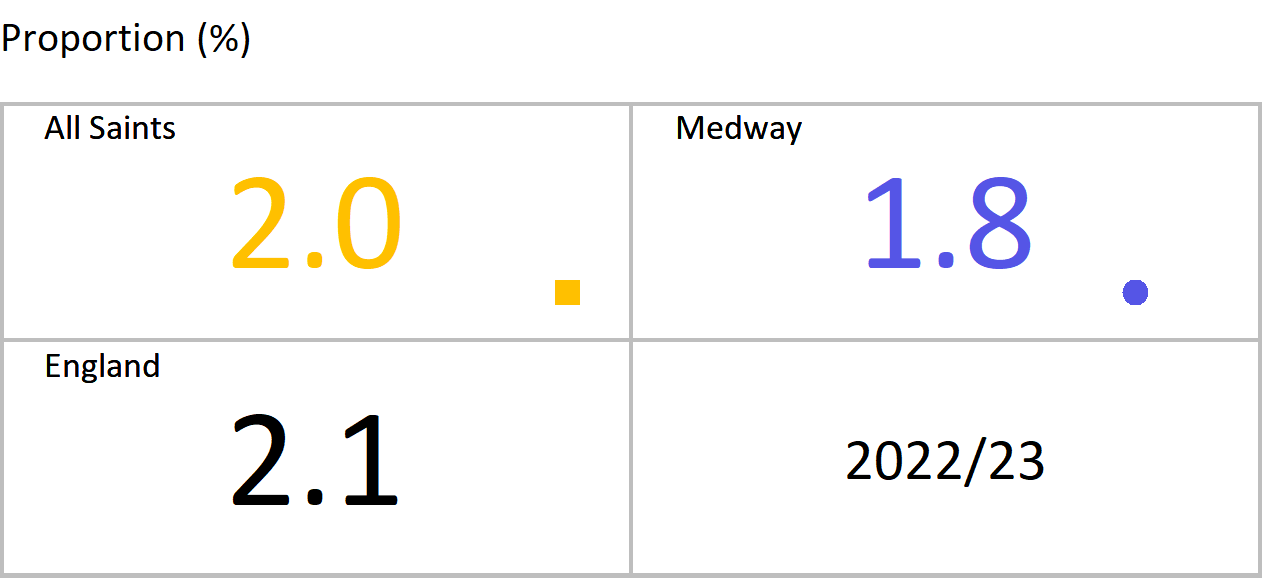 Proportion (%)
All Saints
2.0
Medway
1.8
England
2.1
2022/23